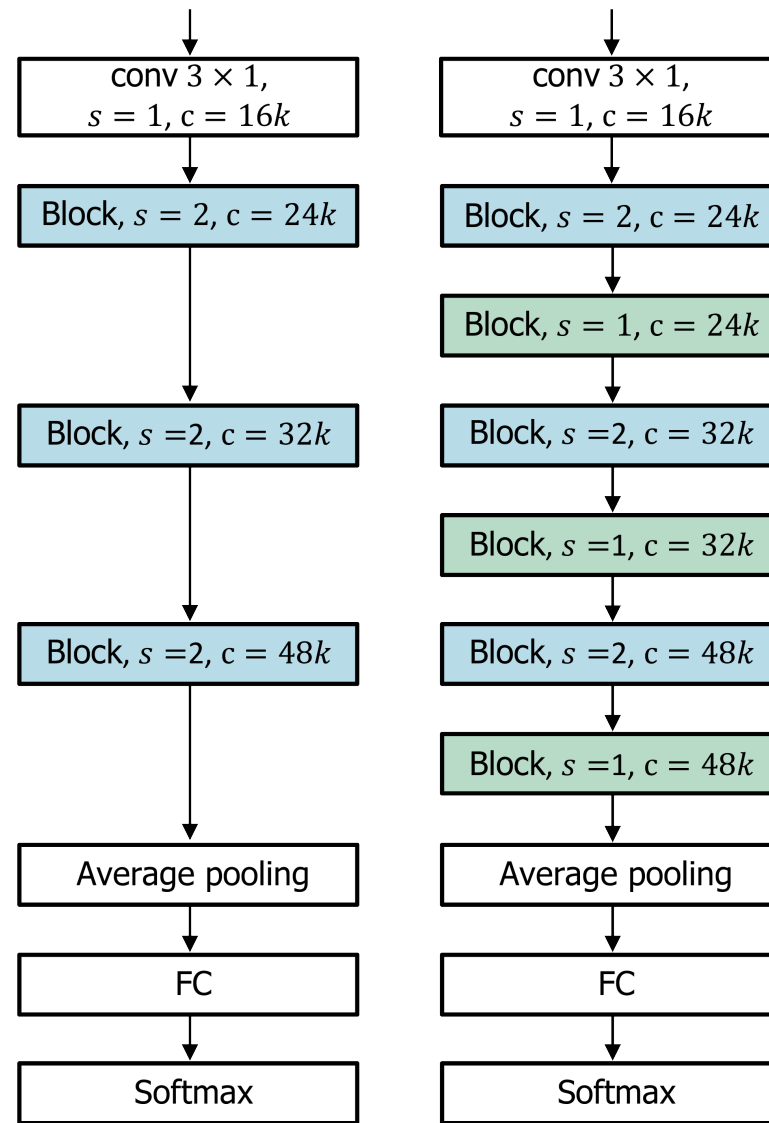 conv 3 × 1,
s = 1, c = 16k
Block, s = 2, c = 24k
Block, s =2, c = 32k
Block, s =2, c = 48k
Average pooling
FC
Softmax
conv 3 × 1,
s = 1, c = 16k
Block, s = 2, c = 24k
Block, s = 1, c = 24k
Block, s =2, c = 32k
Block, s =1, c = 32k
Block, s =2, c = 48k
Block, s =1, c = 48k
Average pooling
FC
Softmax